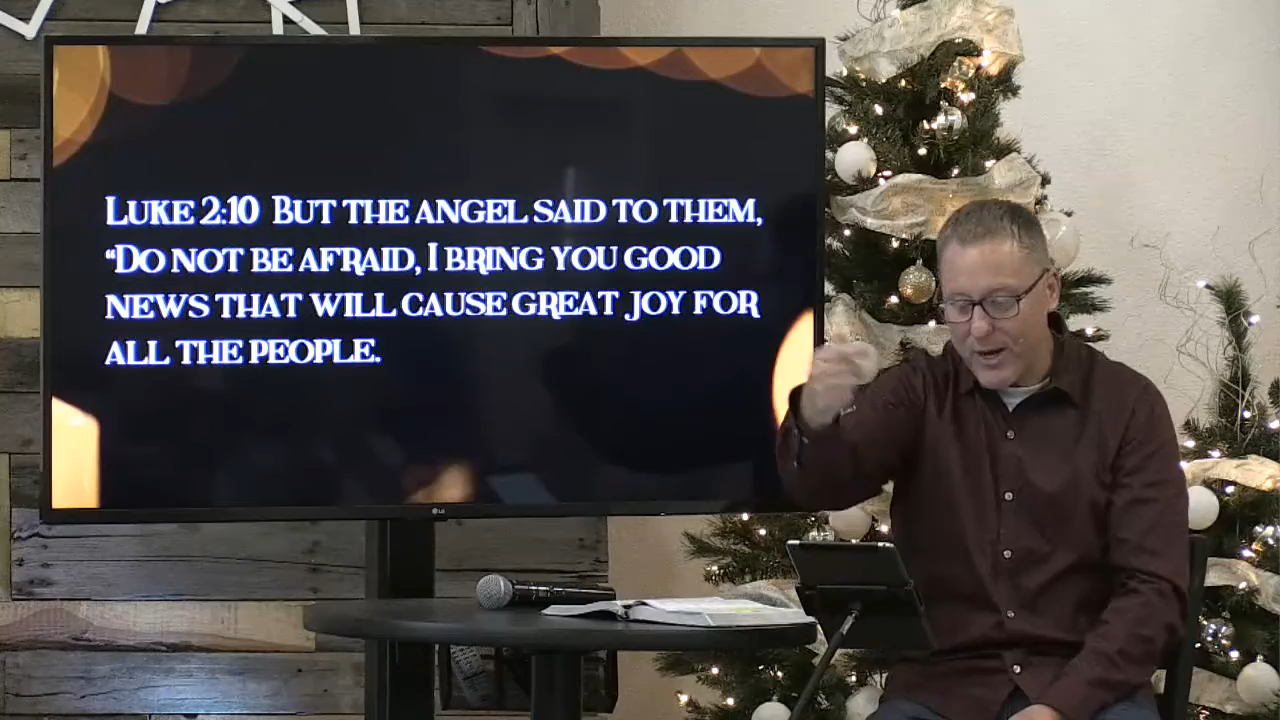 Luke 2:10 But the angel said to them,
“Do not be afraid, I bring you good
news that will cause great joy for
all the people.
LG